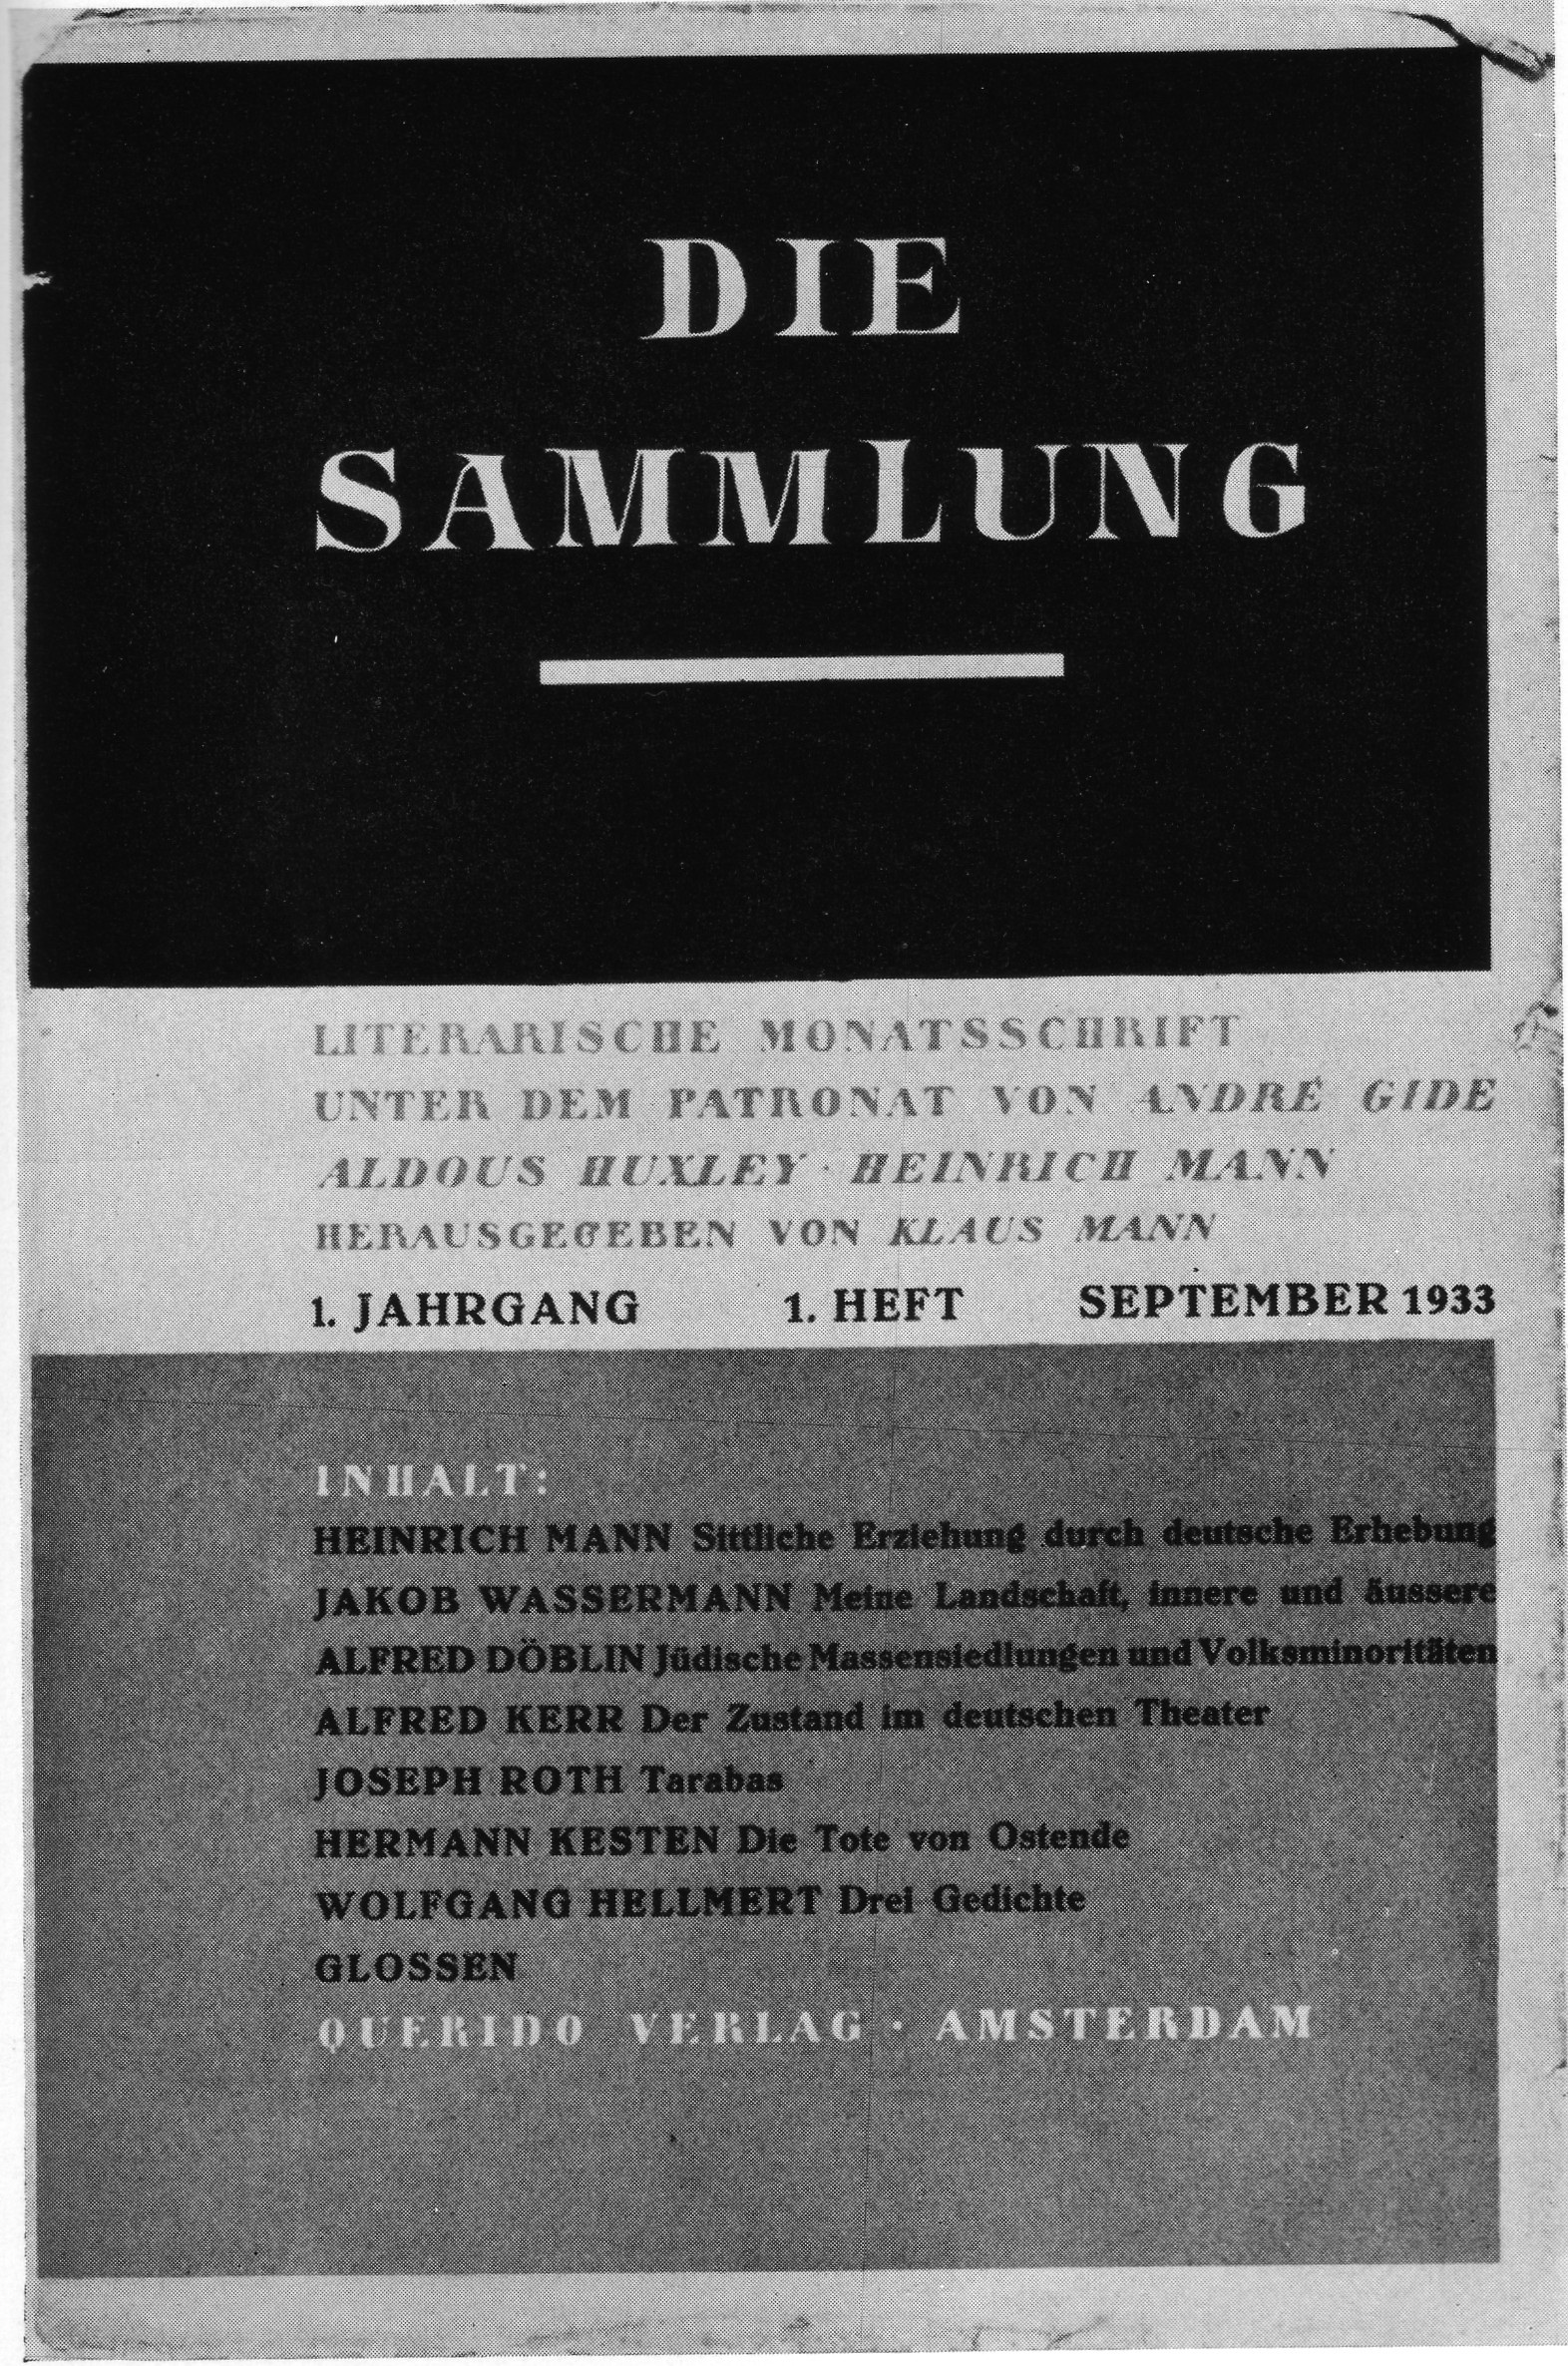 DIE
SAMMLUNG
LITERARISCHE MONATSSCHRIFT
UNTER DEM PATRONAT VON ANDRÉ GIDE
ALDOUS HUXLEY · HEINRICH MANN
HERAUSGEGEBEN VON KLAUS MANN
1. JAHRGANG 1. HEFT SEPTEMBER 1933
INHALT:
HEINRICH MANN Sittliche Erziehung durch deutsche Erhebung
JAKOB WASSERMANN Meine Landschaft, innere und äussere
ALFRED DÖBLIN Jüdische Massensiedlungen und Volksminoritäten
ALFRED KERR Der Zustand im deutschen Theater
JOSEPH ROTH Tarabas
HERMANN KESTEN Die Tote von Ostende
WOLFGANG HELLMERT Drei Gedichte
GLOSSEN
QUERIDO VERLAG · AMSTERDAM